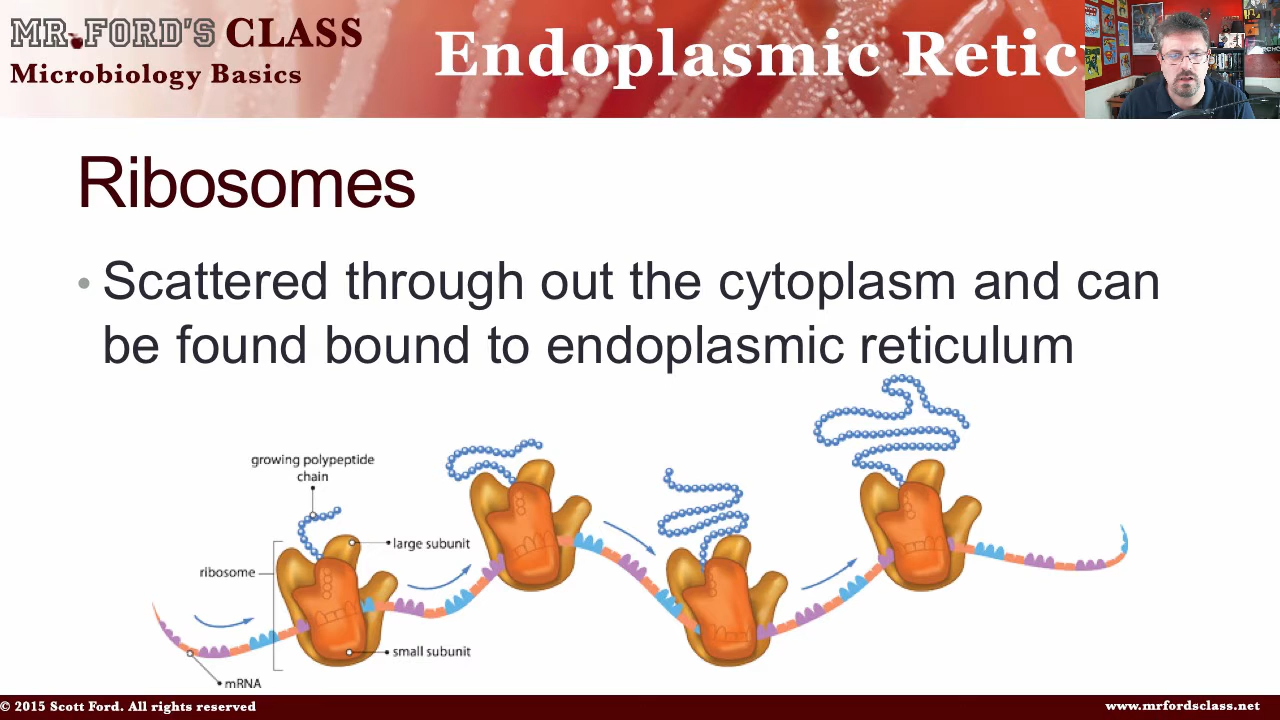 MR. FORD'S CLASS
Microbiology Basics
Endoplasmic Retic
Ribosomes
• Scattered through out the cytoplasm and can
be found bound to endoplasmic reticulum
growing polypeptide
chain
large subunit
ribosome
small subunit
mRNA
© 2015 Scott Ford. All rights reserved
www.mrfordsclass.net